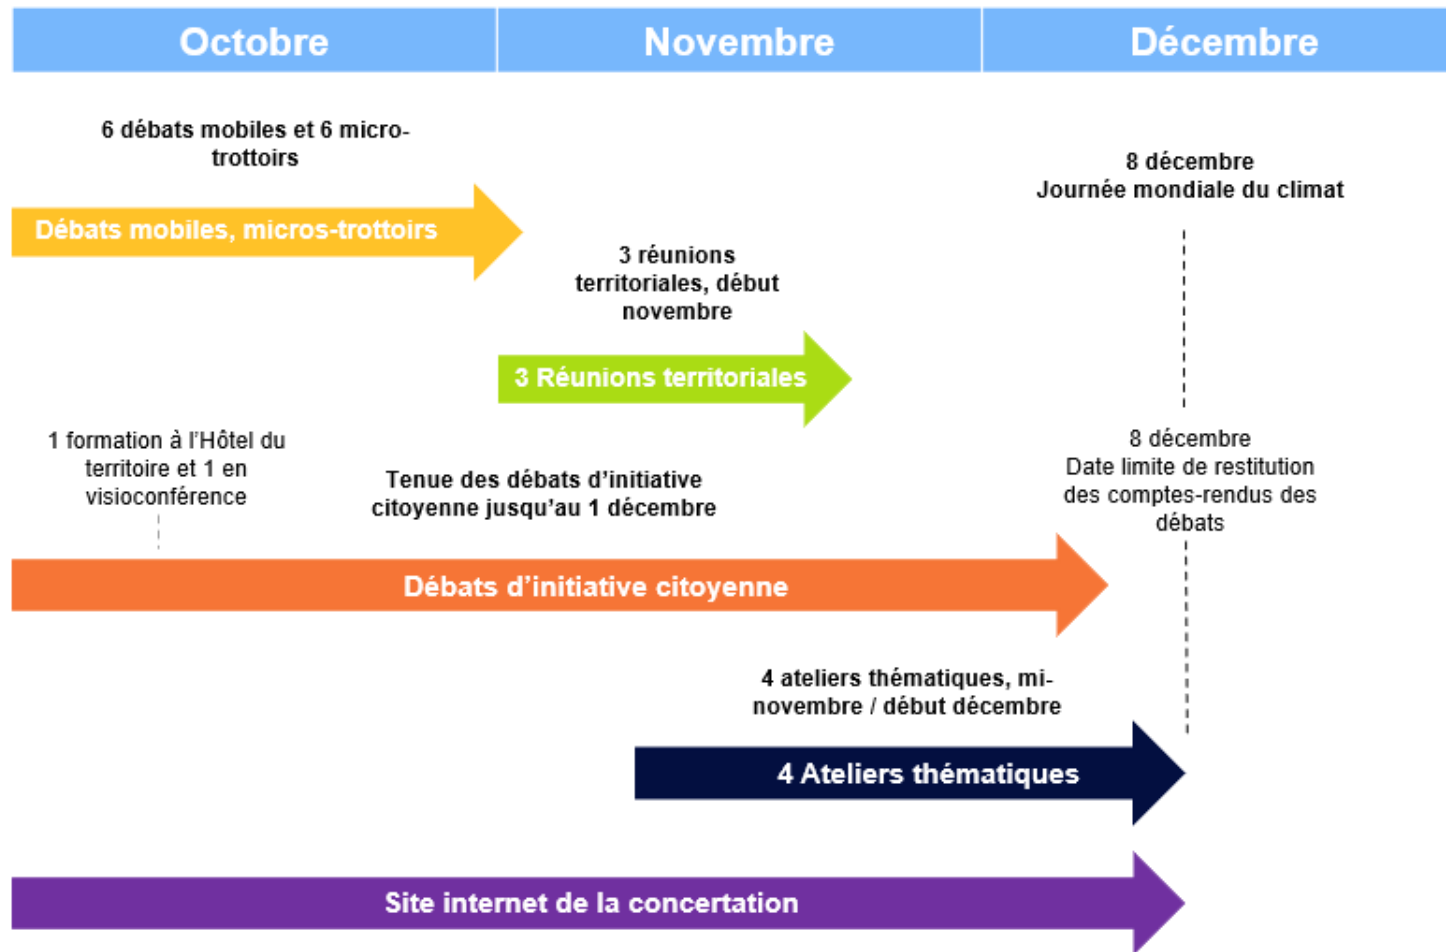 Octobre
Novembre
Décembre
6 débats mobiles et 6 micro-
trottoirs
8 décembre
Journée mondiale du climat
Débats mobiles, micros-trottoirs
3 réunions
territoriales, début
novembre
3 Réunions territoriales
1 formation à l’Hôtel du
territoire et 1 en
visioconférence
Tenue des débats d’initiative
citoyenne jusqu’au 1 décembre
8 décembre
Date limite de restitution
des comptes-rendus des
débats
Débats d’initiative citoyenne
4 ateliers thématiques, mi-
novembre / début décembre
4 Ateliers thématiques
Site internet de la concertation